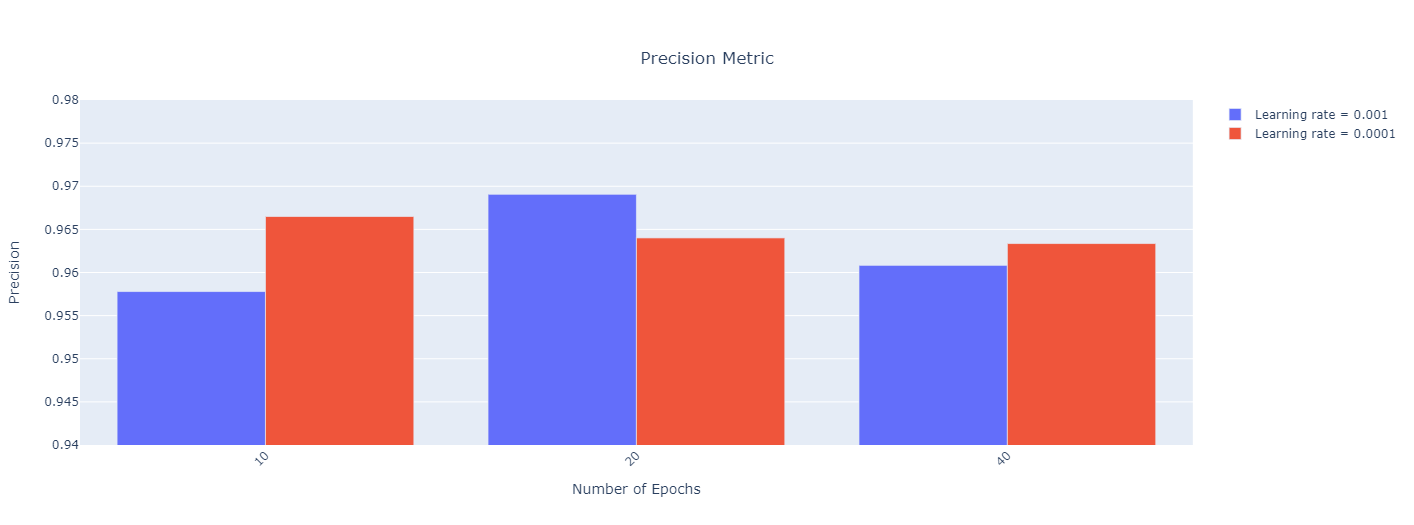 Precision Metric
0.98
0.975
0.97
0.965
0.96
0.955
0.95
0.945
0.94
Precision
10
20
40
Number of Epochs
Learning rate = 0.001
Learning rate = 0.0001